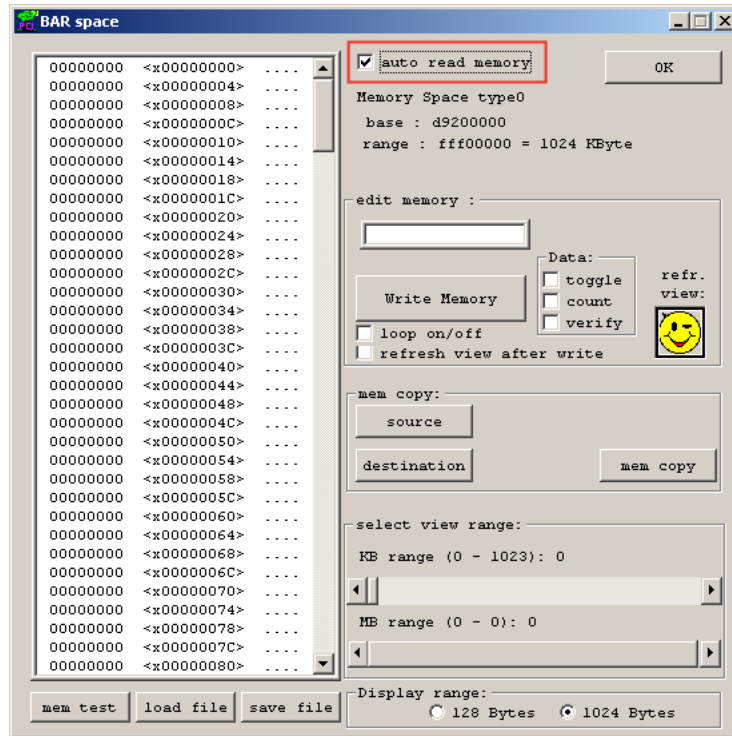 BAR space
00000000 <x00000000> ....
00000000 <x00000004> ....
00000000 <x00000008> ....
00000000 <x0000000C> ....
00000000 <x00000010> ....
00000000 <x00000014> ....
00000000 <x00000018> ....
00000000 <x0000001C> ....
00000000 <x00000020> ....
00000000 <x00000024> ....
00000000 <x00000028> ....
00000000 <x0000002C> ....
00000000 <x00000030> ....
00000000 <x00000034> ....
00000000 <x00000038> ....
00000000 <x0000003C> ....
00000000 <x00000040> ....
00000000 <x00000044> ....
00000000 <x00000048> ....
00000000 <x0000004C> ....
00000000 <x00000050> ....
00000000 <x00000054> ....
00000000 <x00000058> ....
00000000 <x0000005C> ....
00000000 <x00000060> ....
00000000 <x00000064> ....
00000000 <x00000068> ....
00000000 <x0000006C> ....
00000000 <x00000070> ....
00000000 <x00000074> ....
00000000 <x00000078> ....
00000000 <x0000007C> ....
00000000 <x00000080> ....
mem test
load file
save file
auto read memory
OK
Memory Space type0
base : d9200000
range : fff00000 = 1024 KByte
edit memory :
Write Memory
Data:
toggle
count
verify
refr.
view:
loop on/off
refresh view after write
mem copy:
source
destination
mem copy
select view range:
KB range (0 - 1023): 0
MB range (0 - 0): 0
Display range:
128 Bytes
1024 Bytes